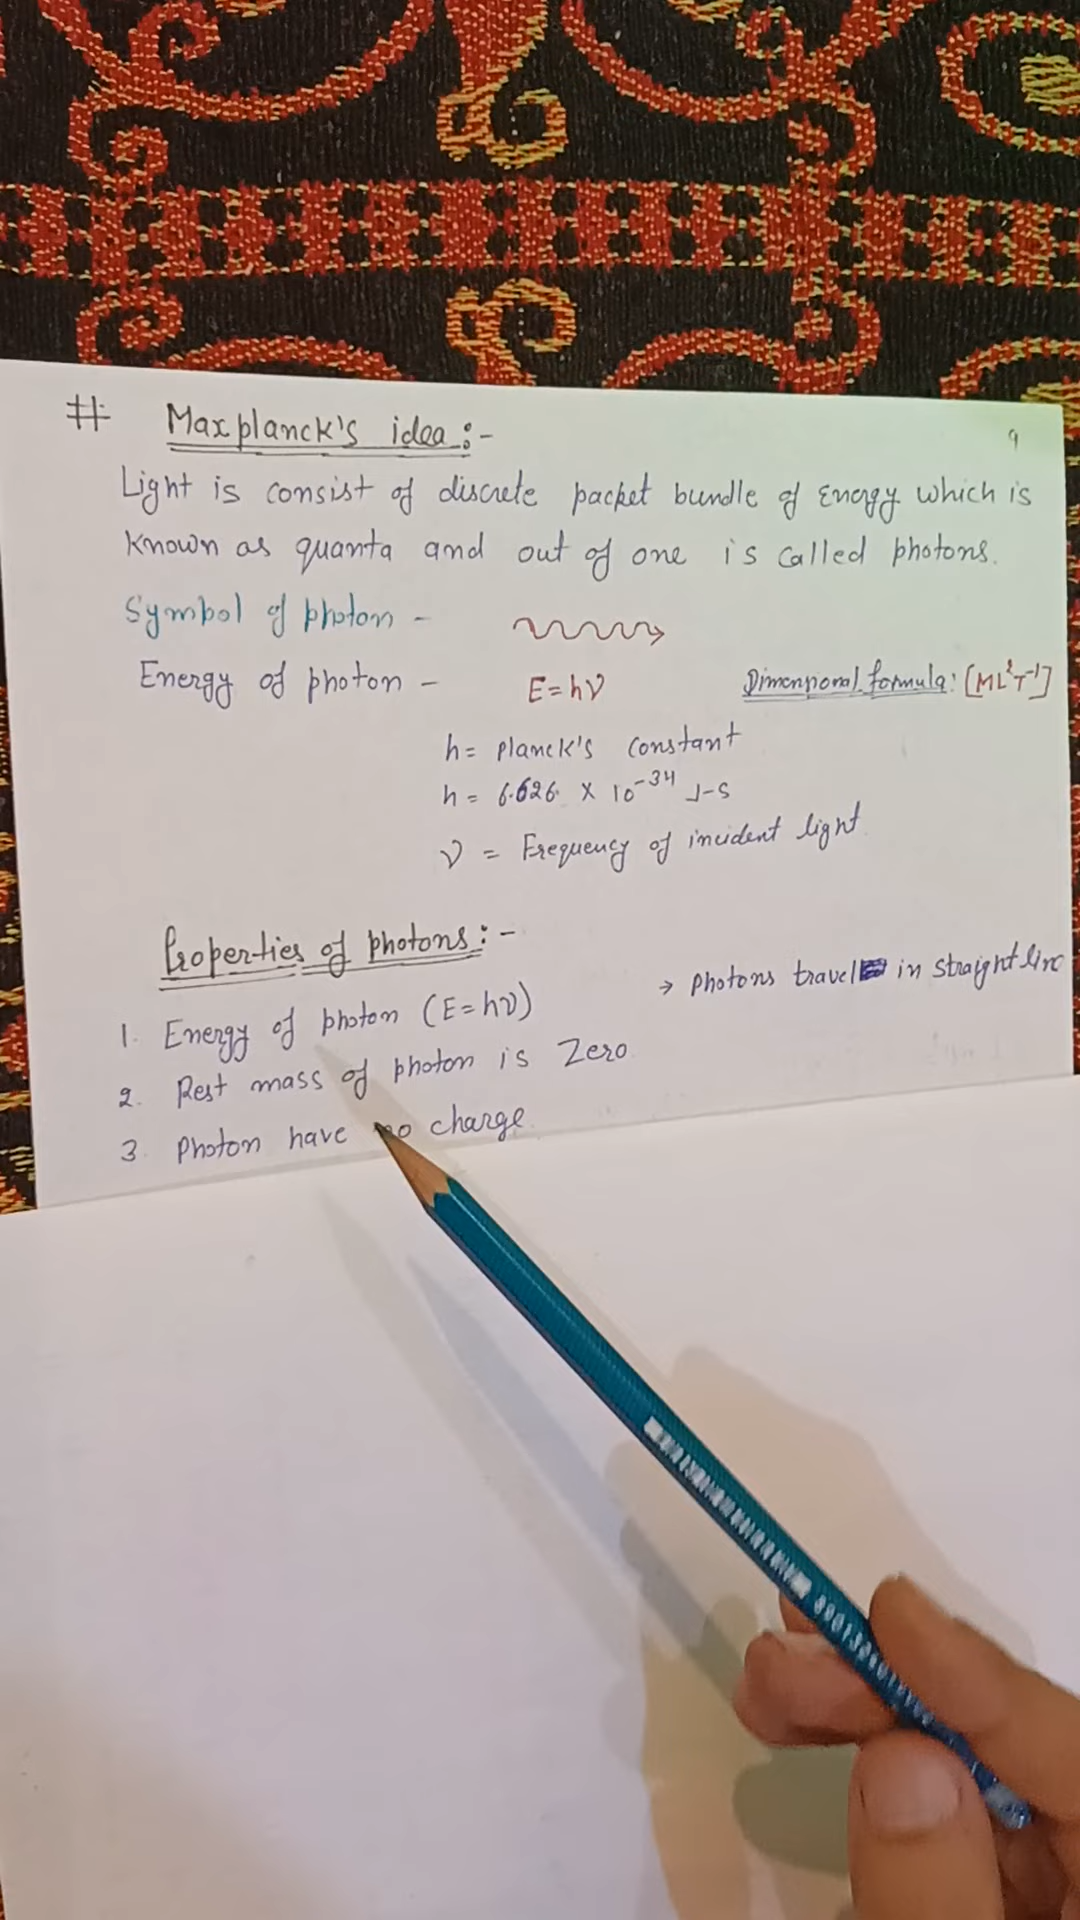 # Max planck's idea :-
9
Light is consist of discrete packet bundle of Energy which is
known as quanta and out of one is called photons.
Symbol of photon -
Energy of photon - E = hν Dimensional formula: [ML²T⁻¹]
h = Planck's constant
h = 6.626 × 10⁻³⁴ J-S
ν = Frequency of incident light
Properties of photons :-
→ Photons travel in straight line
1. Energy of photon (E = hν)
2. Rest mass of photon is Zero
3. Photon have no charge